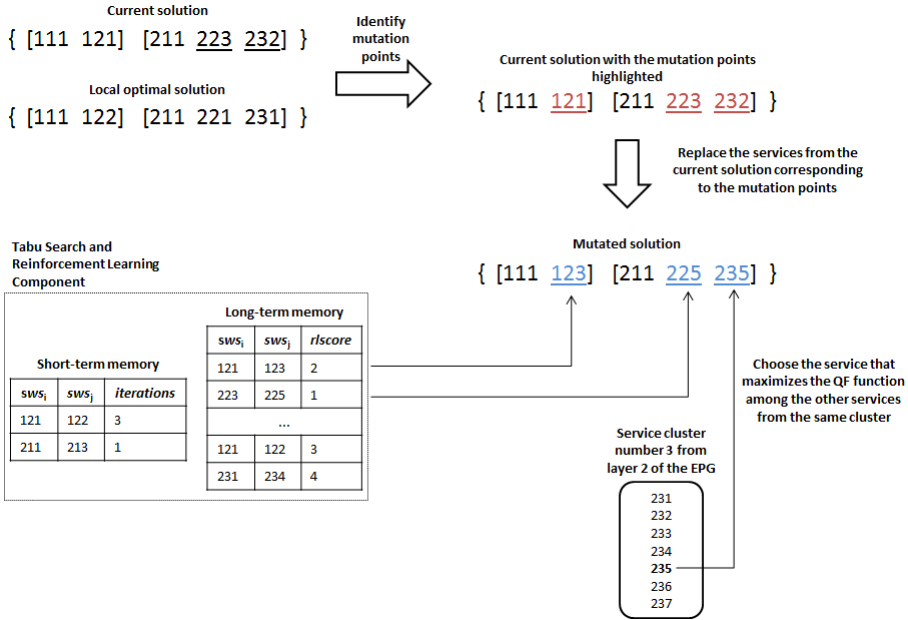 Current solution
{ [111 121] [211 223 232] }
Local optimal solution
{ [111 122] [211 221 231] }
Identify
mutation
points
Current solution with the mutation points
highlighted
{ [111 121] [211 223 232] }
Replace the services from the
current solution corresponding
to the mutation points
Mutated solution
{ [111 123] [211 225 235] }
Tabu Search and
Reinforcement Learning
Component
Short-term memory
swsi swsj iterations
121 122 3
211 213 1
Long-term memory
swsi swsj rlscore
121 123 2
223 225 1
...
121 122 3
231 234 4
Choose the service that
maximizes the QF function
among the other services
from the same cluster
Service cluster
number 3 from
layer 2 of the EPG
231
232
233
234
235
236
237